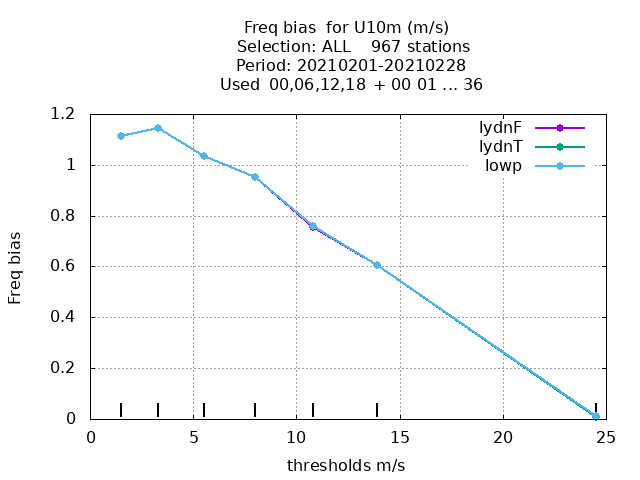 Freq bias  for U10m (m/s)
Selection: ALL    967 stations
Period: 20210201-20210228
Used  00,06,12,18  + 00 01 ... 36
lydnF
lydnT
lowp
1.2
1
0.8
0.6
0.4
0.2
0
Freq bias
0 5 10 15 20 25
thresholds m/s